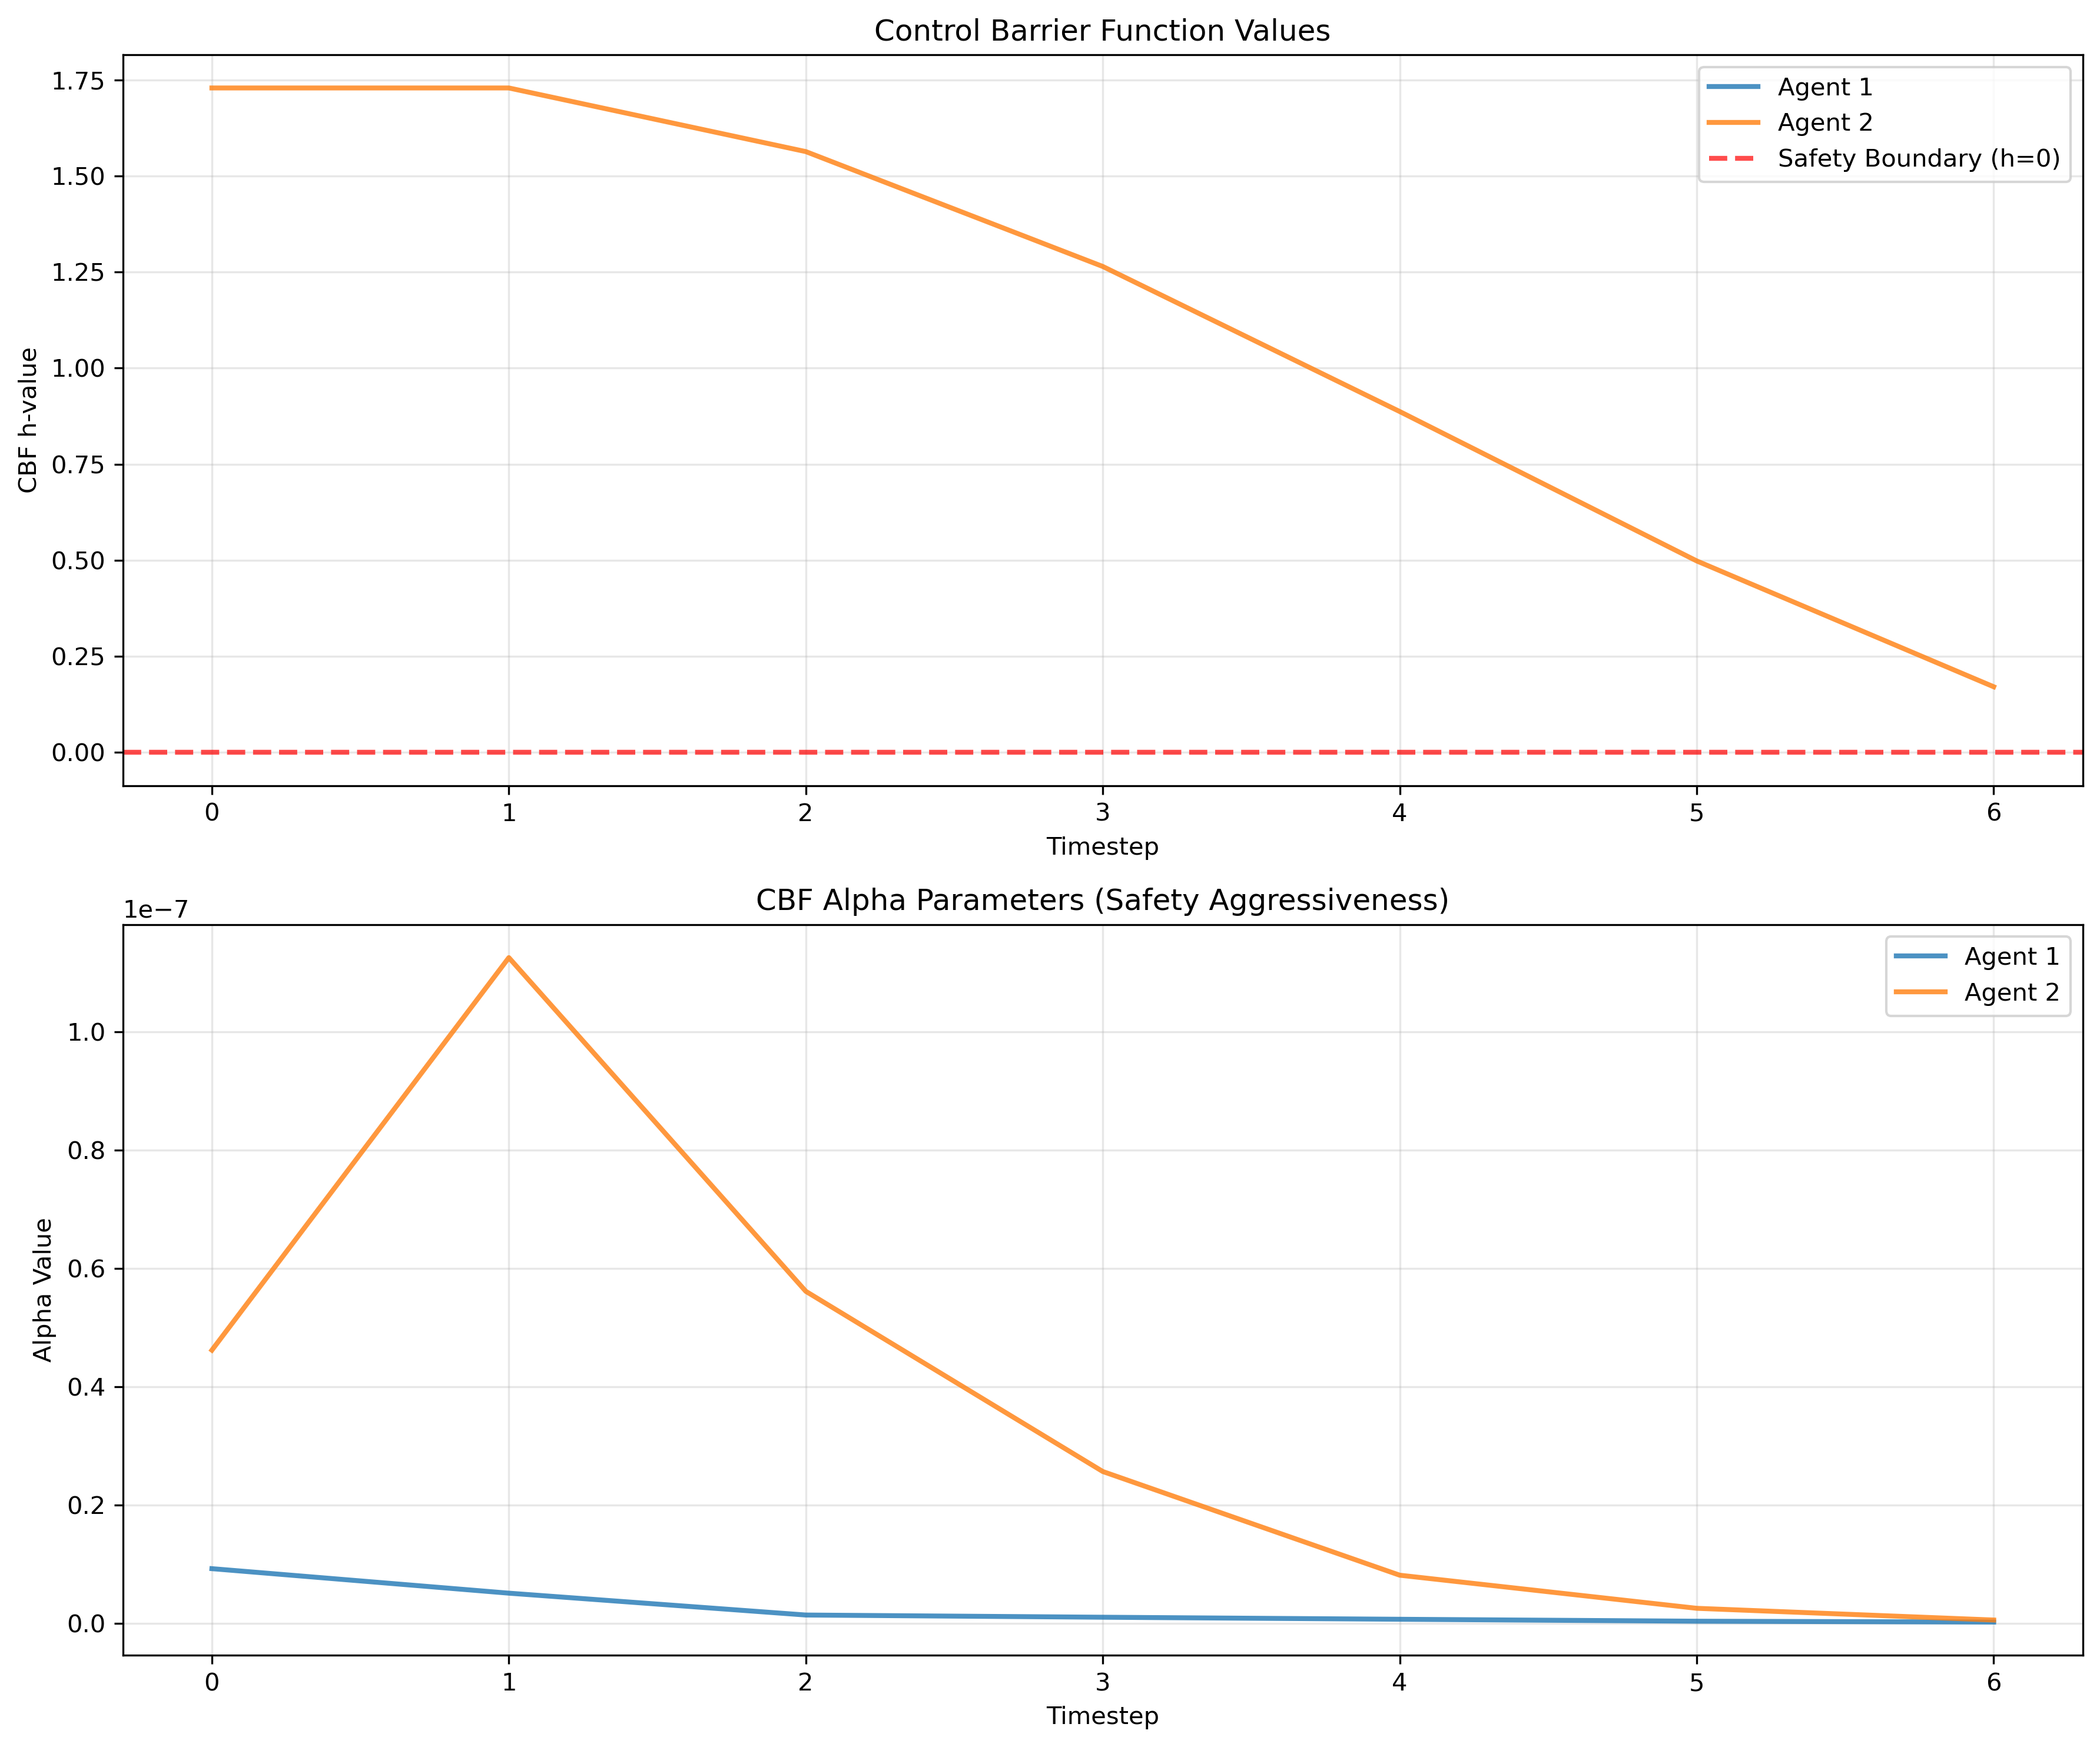 Control Barrier Function Values
1.75
1.50
1.25
1.00
0.75
0.50
0.25
0.00
CBF h-value
Agent 1
Agent 2
Safety Boundary (h=0)
0 1 2 3 4 5 6
Timestep
CBF Alpha Parameters (Safety Aggressiveness)
1e−7
1.0
0.8
0.6
0.4
0.2
0.0
Alpha Value
Agent 1
Agent 2
0 1 2 3 4 5 6
Timestep